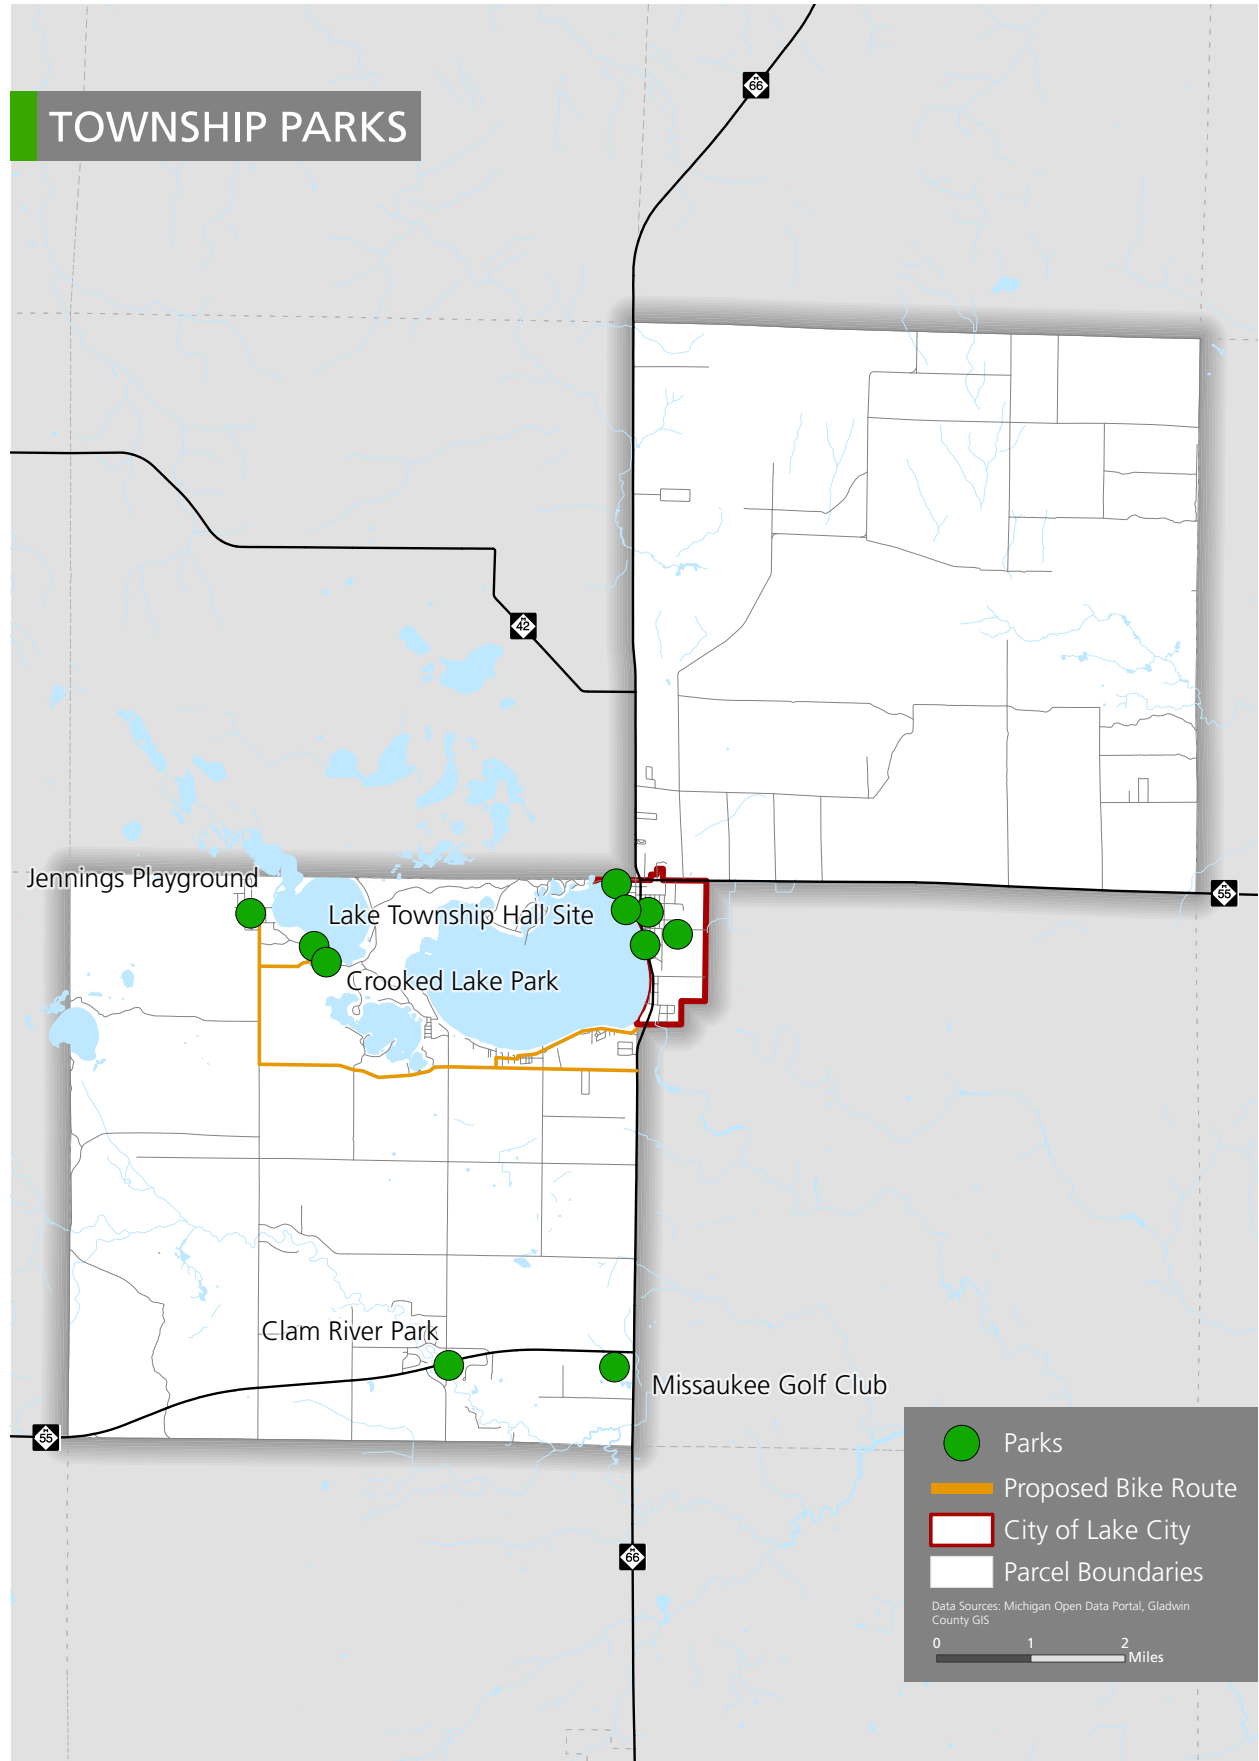 M
66
TOWNSHIP PARKS
M
42
Jennings Playground
M
55
Lake Township Hall Site
Crooked Lake Park
Clam River Park
Missaukee Golf Club
M
55
Parks
Proposed Bike Route
City of Lake City
Parcel Boundaries
M
66
Data Sources: Michigan Open Data Portal, Gladwin
County GIS
0 1 2
Miles